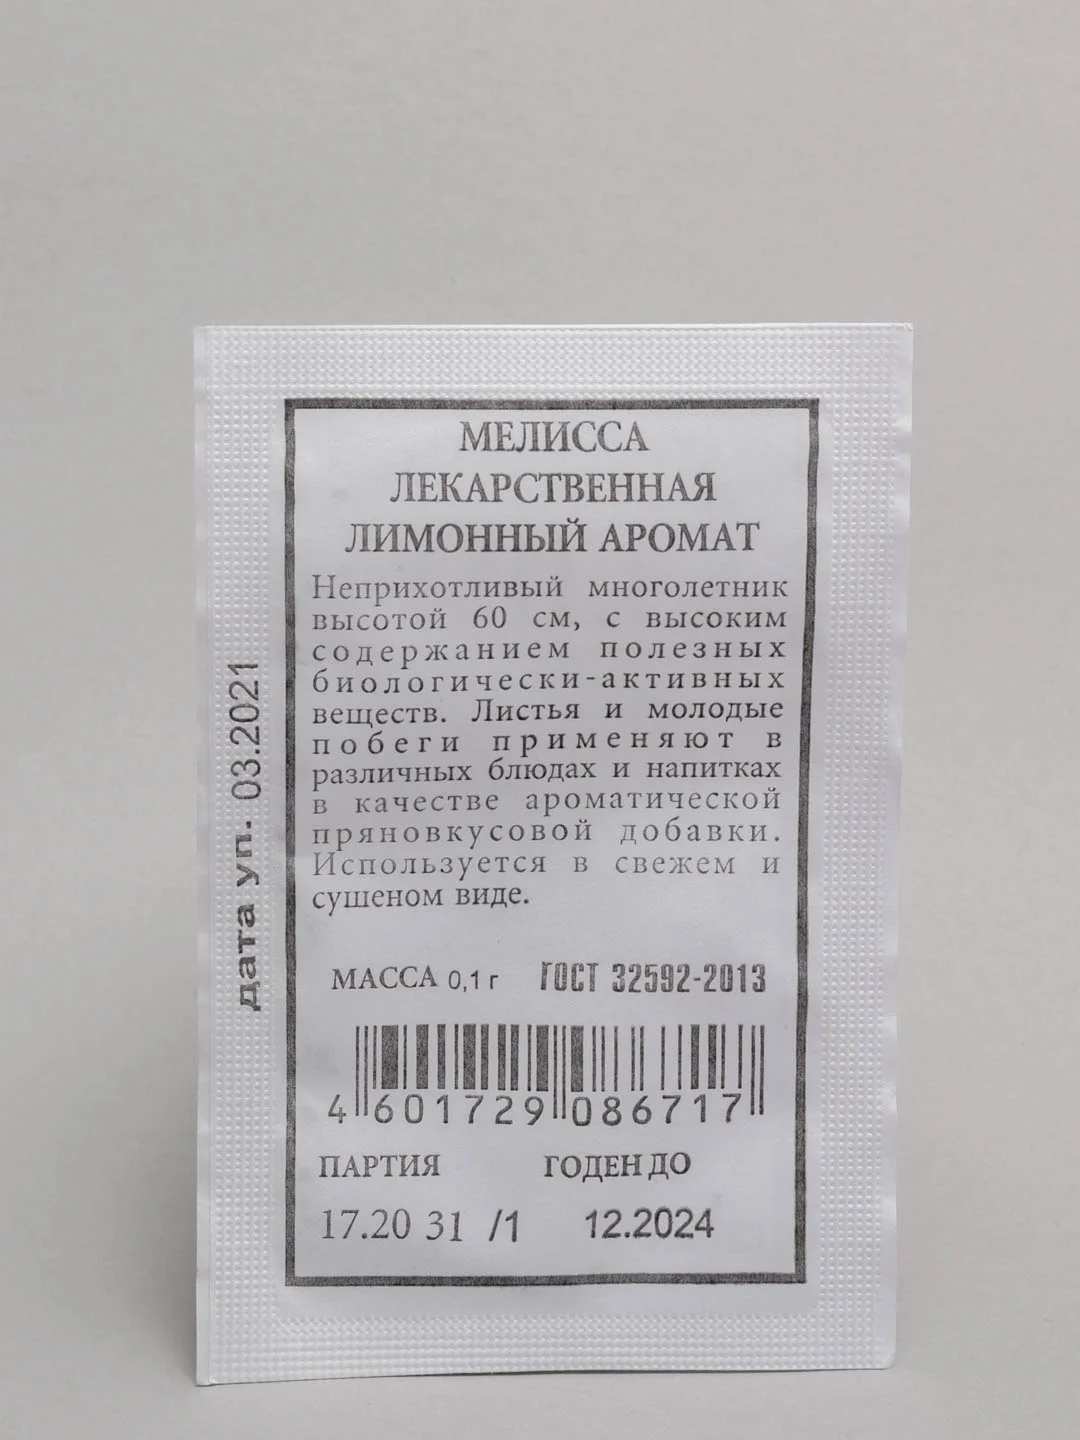 МЕЛИССА
ЛЕКАРСТВЕННАЯ
ЛИМОННЫЙ АРОМАТ
Неприхотливый многолетник
высотой 60 см, с высоким
содержанием полезных
биологически-активных
веществ. Листья и молодые
побеги применяют в
различных блюдах и напитках
в качестве ароматической
пряновкусовой добавки.
Используется в свежем и
сушеном виде.
МАССА 0,1 г ГОСТ 32592-2013
4 601729 086717
ПАРТИЯ ГОДЕН ДО
17.20 31 /1 12.2024
дата уп. 03.2021